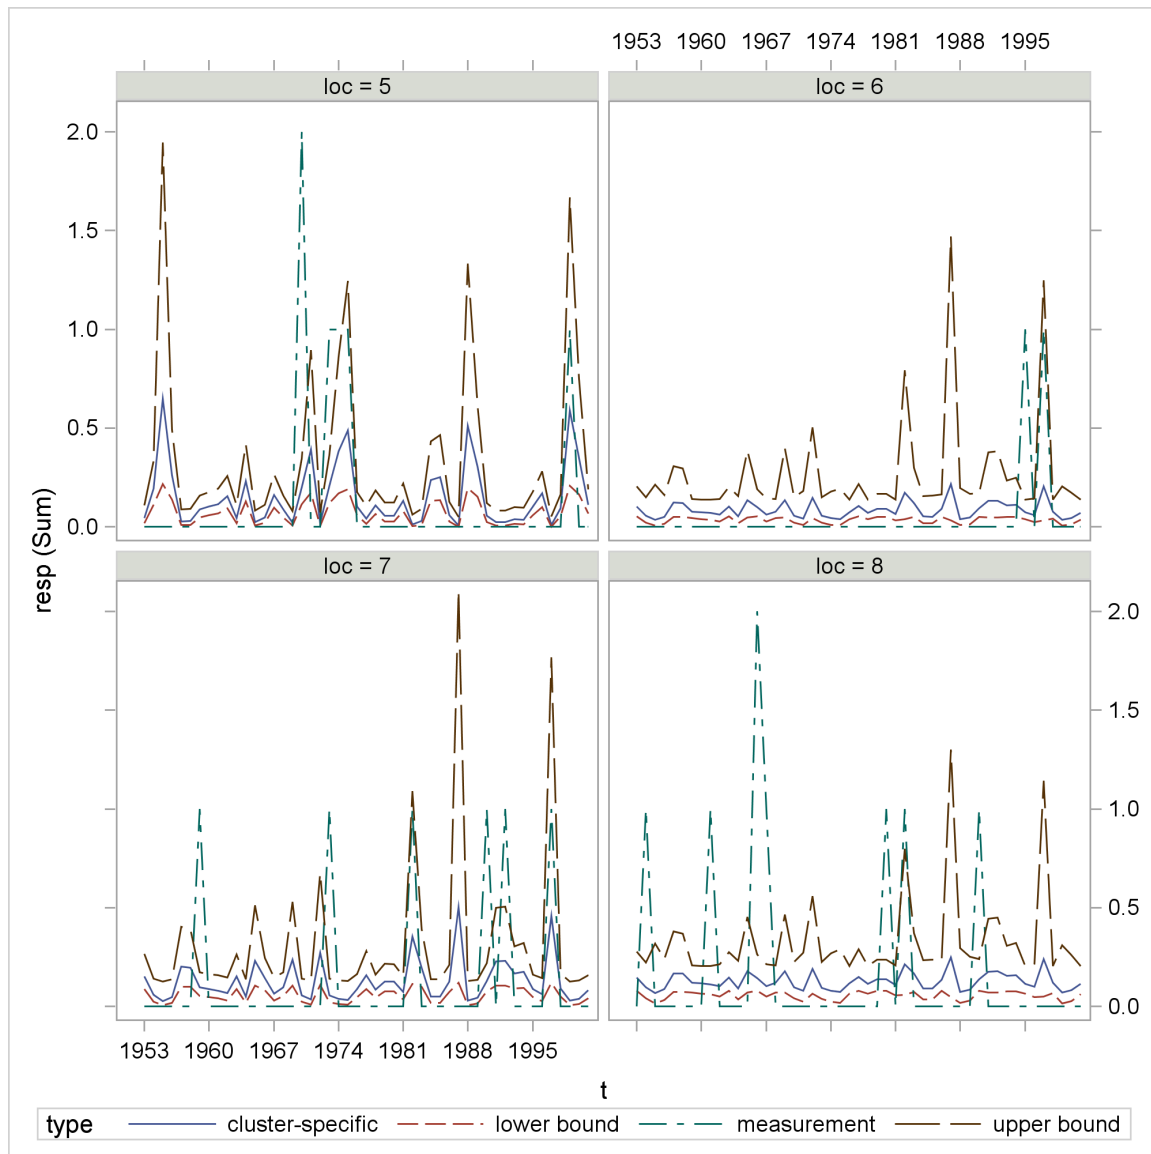 1953 1960 1967 1974 1981 1988 1995
loc = 5
loc = 6
2.0
1.5
1.0
0.5
0.0
resp (Sum)
loc = 7
loc = 8
2.0
1.5
1.0
0.5
0.0
1953 1960 1967 1974 1981 1988 1995
t
type cluster-specific lower bound measurement upper bound